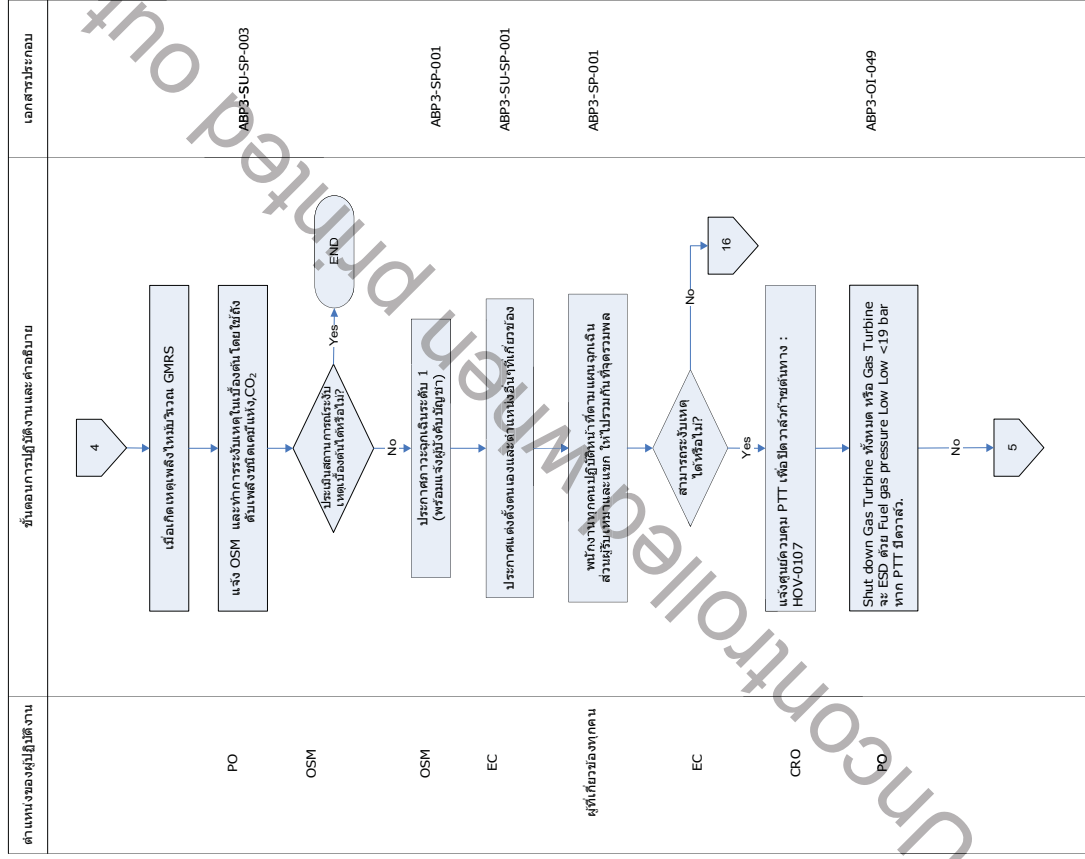 ตำแหน่งของผู้ปฏิบัติงาน
ขั้นตอนการปฏิบัติงานและคำอธิบาย
เอกสารประกอบ
4
เมื่อเกิดเหตุเพลิงไหม้บริเวณ GMRS
PO
แจ้ง OSM และทำการระงับเหตุในเบื้องต้นโดยใช้ถัง
ดับเพลิงชนิดเคมีแห้ง,CO₂
ABP3-SU-SP-003
OSM
ประเมินสถานการณ์ระงับ
เหตุเบื้องต้นได้หรือไม่?
Yes
END
No
OSM
ประกาศภาวะฉุกเฉินระดับ 1
(พร้อมแจ้งผู้บังคับบัญชา)
ABP3-SP-001
EC
ประกาศแต่งตั้งตนเองและตำแหน่งอื่นๆที่เกี่ยวข้อง
ABP3-SU-SP-001
ผู้ที่เกี่ยวข้องทุกคน
พนักงานทุกคนปฏิบัติหน้าที่ตามแผนฉุกเฉิน
ส่วนผู้รับเหมาและแขก ให้ไปรวมกันที่จุดรวมพล
ABP3-SP-001
EC
สามารถระงับเหตุ
ได้หรือไม่?
No
16
Yes
CRO
แจ้งศูนย์ควบคุม PTT เพื่อปิดวาล์วก๊าซต้นทาง :
HOV-0107
PO
Shut down Gas Turbine ทั้งหมด หรือ Gas Turbine
จะ ESD ด้วย Fuel gas pressure Low Low <19 bar
หาก PTT ปิดวาล์ว.
ABP3-OI-049
No
5
Uncontrolled when printed out